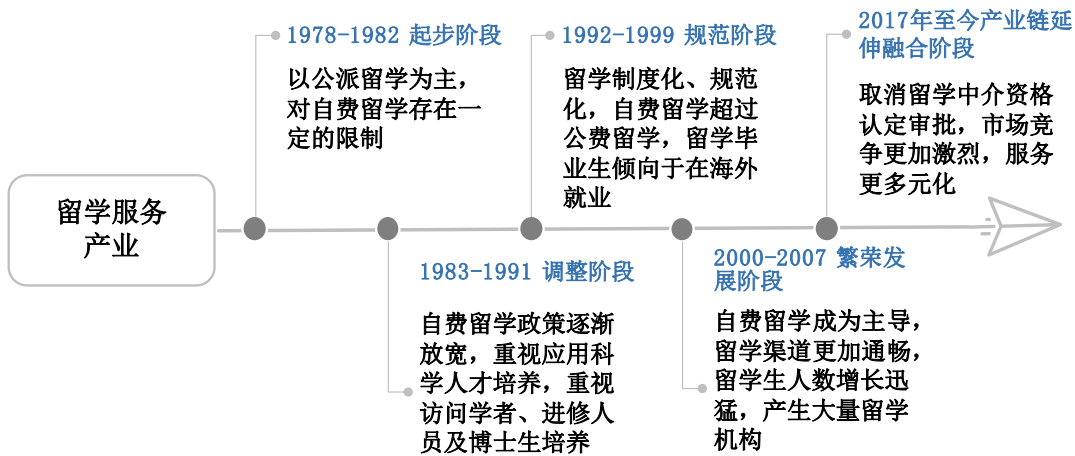 留学服务
产业
1978-1982 起步阶段
以公派留学为主，
对自费留学存在一
定的限制
1983-1991 调整阶段
自费留学政策逐渐
放宽，重视应用科
学人才培养，重视
访问学者、进修人
员及博士生培养
1992-1999 规范阶段
留学制度化、规范
化，自费留学超过
公费留学，留学毕
业生倾向于在海外
就业
2000-2007 繁荣发
展阶段
自费留学成为主导，
留学渠道更加通畅，
留学生人数增长迅
猛，产生大量留学
机构
2017年至今产业链延
伸融合阶段
取消留学中介资格
认定审批，市场竞
争更加激烈，服务
更多元化